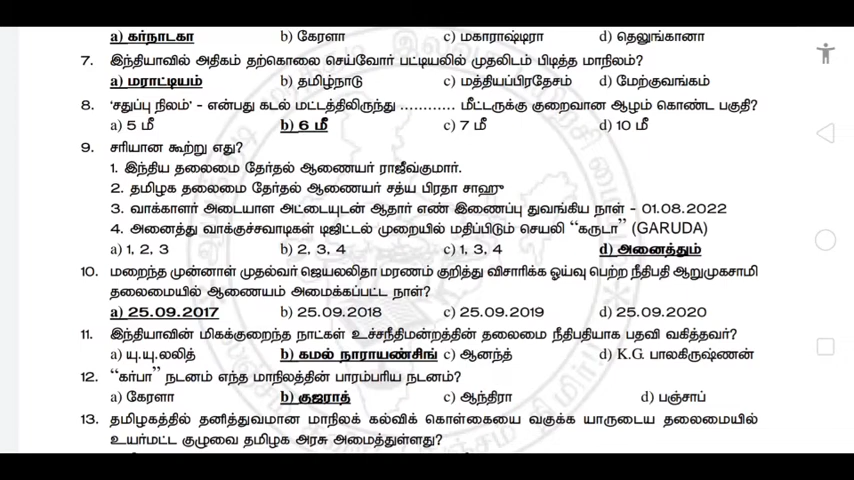 a) கர்நாடகா b) கேரளா c) மகாராஷ்டிரா d) தெலுங்கானா
7. இந்தியாவில் அதிகம் தற்கொலை செய்வோர் பட்டியலில் முதலிடம் பிடித்த மாநிலம்?
a) மராட்டியம் b) தமிழ்நாடு c) மத்தியப்பிரதேசம் d) மேற்குவங்கம்
8. ‘சதுப்பு நிலம்’ - என்பது கடல் மட்டத்திலிருந்து ............ மீட்டருக்கு குறைவான ஆழம் கொண்ட பகுதி?
a) 5 மீ b) 6 மீ c) 7 மீ d) 10 மீ
9. சரியான கூற்று எது?
1. இந்திய தலைமை தேர்தல் ஆணையர் ராஜீவ்குமார்.
2. தமிழக தலைமை தேர்தல் ஆணையர் சத்ய பிரதா சாஹு
3. வாக்காளர் அடையாள அட்டையுடன் ஆதார் எண் இணைப்பு துவங்கிய நாள் - 01.08.2022
4. அனைத்து வாக்குச்சவாடிகள் டிஜிட்டல் முறையில் மதிப்பிடும் செயலி “கருடா” (GARUDA)
a) 1, 2, 3 b) 2, 3, 4 c) 1, 3, 4 d) அனைத்தும்
10. மறைந்த முன்னாள் முதல்வர் ஜெயலலிதா மரணம் குறித்து விசாரிக்க ஓய்வு பெற்ற நீதிபதி ஆறுமுகசாமி
தலைமையில் ஆணையம் அமைக்கப்பட்ட நாள்?
a) 25.09.2017 b) 25.09.2018 c) 25.09.2019 d) 25.09.2020
11. இந்தியாவின் மிகக்குறைந்த நாட்கள் உச்சநீதிமன்றத்தின் தலைமை நீதிபதியாக பதவி வகித்தவர்?
a) யு.யு.லலித் b) கமல் நாராயண்சிங் c) ஆனந்த் d) K.G. பாலகிருஷ்ணன்
12. “கர்பா” நடனம் எந்த மாநிலத்தின் பாரம்பரிய நடனம்?
a) கேரளா b) குஜராத் c) ஆந்திரா d) பஞ்சாப்
13. தமிழகத்தில் தனித்துவமான மாநிலக் கல்விக் கொள்கையை வகுக்க யாருடைய தலைமையில்
உயர்மட்ட குழுவை தமிழக அரசு அமைத்துள்ளது?